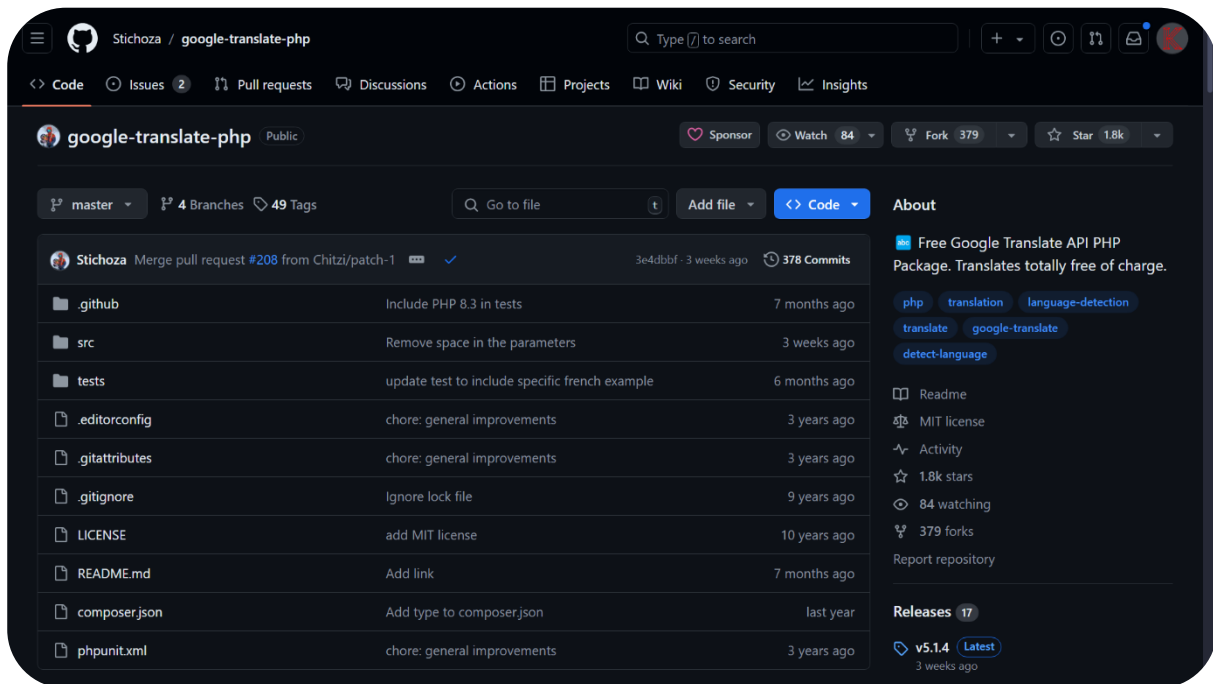 Stichoza / google-translate-php
Type / to search
Code
Issues 2
Pull requests
Discussions
Actions
Projects
Wiki
Security
Insights
google-translate-php Public
Sponsor
Watch 84
Fork 379
Star 1.8k
master
4 Branches
49 Tags
Go to file t
Add file
Code
Stichoza Merge pull request #208 from Chitzi/patch-1
3e4dbbf · 3 weeks ago
378 Commits
.github Include PHP 8.3 in tests 7 months ago
src Remove space in the parameters 3 weeks ago
tests update test to include specific french example 6 months ago
.editorconfig chore: general improvements 3 years ago
.gitattributes chore: general improvements 3 years ago
.gitignore Ignore lock file 9 years ago
LICENSE add MIT license 10 years ago
README.md Add link 7 months ago
composer.json Add type to composer.json last year
phpunit.xml chore: general improvements 3 years ago
About
abc Free Google Translate API PHP
Package. Translates totally free of charge.
php translation language-detection
translate google-translate
detect-language
Readme
MIT license
Activity
1.8k stars
84 watching
379 forks
Report repository
Releases 17
v5.1.4 Latest
3 weeks ago